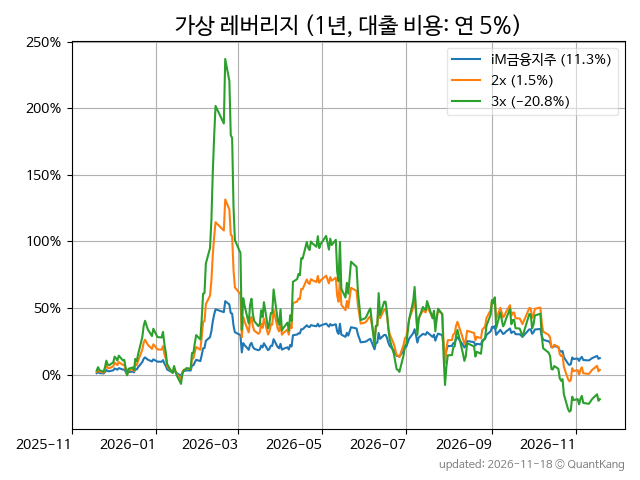 가상 레버리지 (1년, 대출 비용: 연 5%)
iM금융지주 (11.3%)
2x (1.5%)
3x (-20.8%)
250%
200%
150%
100%
50%
0%
2025-11 2026-01 2026-03 2026-05 2026-07 2026-09 2026-11
updated: 2026-11-18 © QuantKang